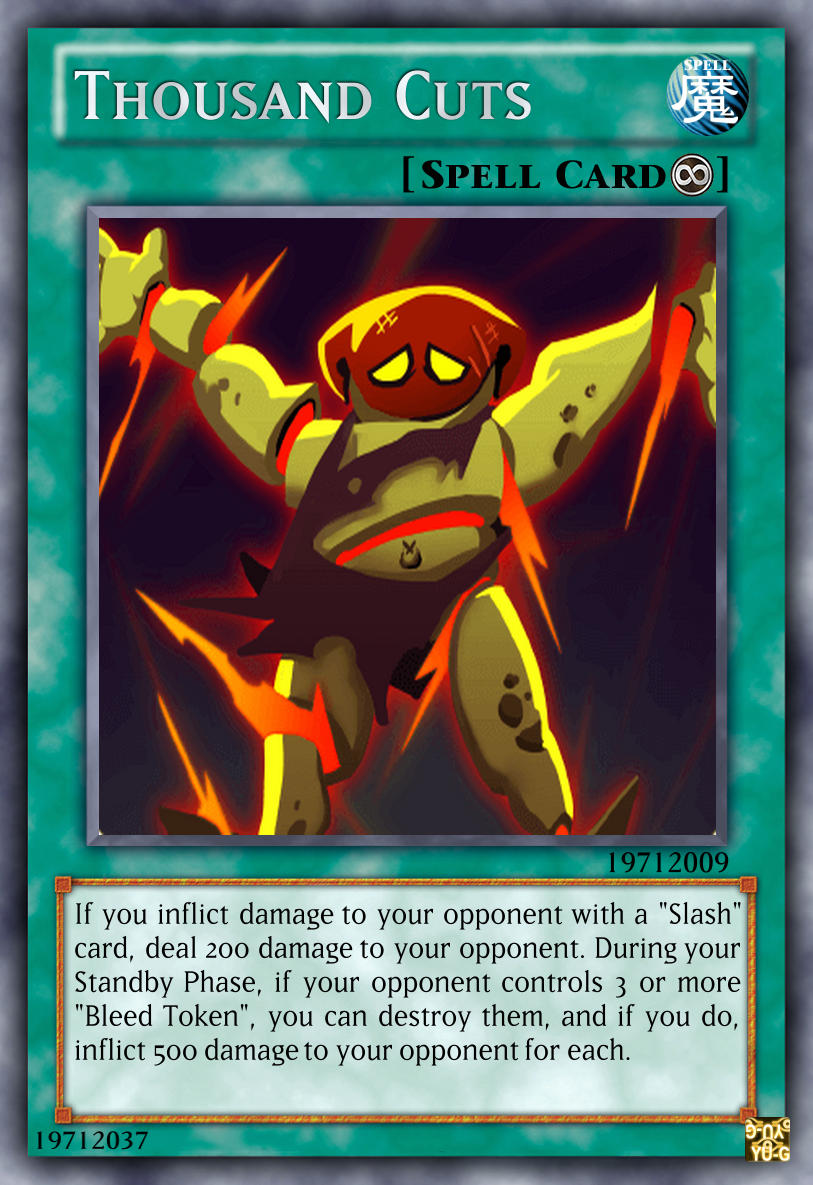 Thousand Cuts
SPELL
魔
[Spell Card]
19712009
If you inflict damage to your opponent with a "Slash"
card, deal 200 damage to your opponent. During your
Standby Phase, if your opponent controls 3 or more
"Bleed Token", you can destroy them, and if you do,
inflict 500 damage to your opponent for each.
19712037